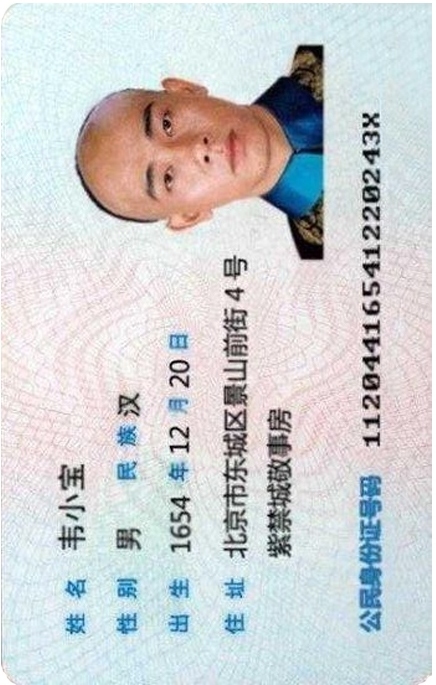 姓名 韦小宝
性别 男 民族 汉
出生 1654 年 12 月 20 日
住址 北京市东城区景山前街 4 号
紫禁城敬事房
公民身份证号码 11204416541220243X